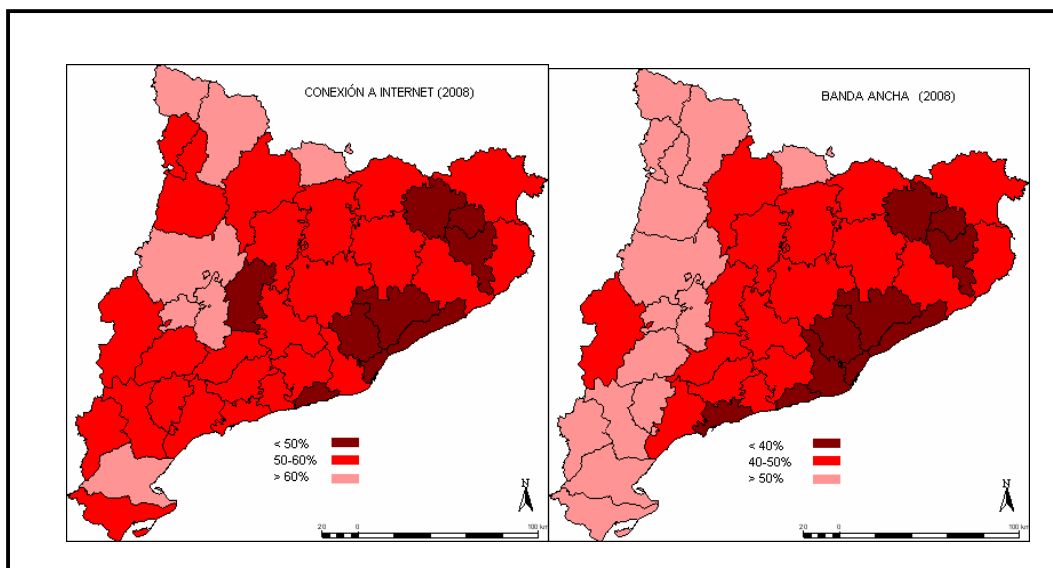 CONEXIÓN A INTERNET (2008)
< 50%
50-60%
> 60%
N
20 0 100 km
BANDA ANCHA (2008)
< 40%
40-50%
> 50%
N
20 0 100 km